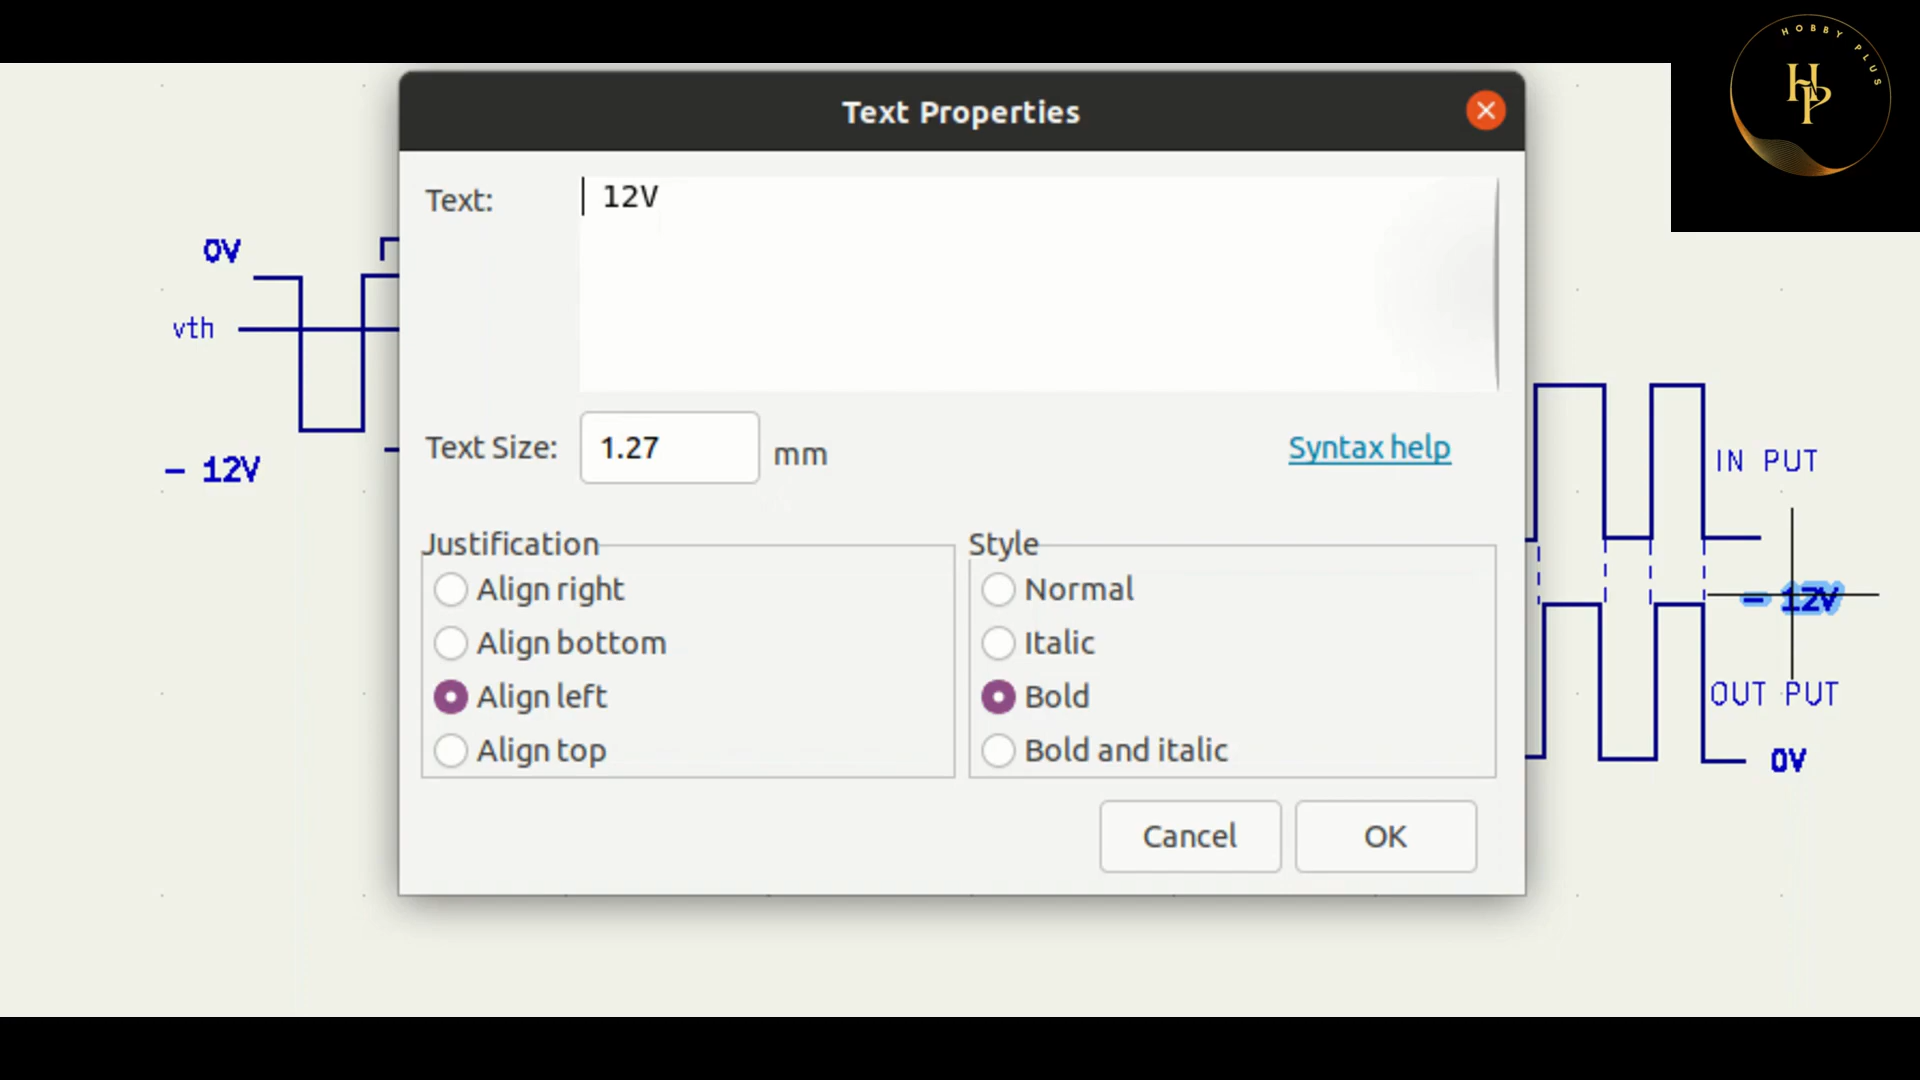 HOBBY PLUS
HP
Text Properties
Text: 12V
0V
vth
- 12V
Text Size: 1.27 mm Syntax help
IN PUT
Justification
Style
Align right
Normal
Align bottom
Italic
- 12V
Align left
Bold
OUT PUT
Align top
Bold and italic
0V
Cancel
OK